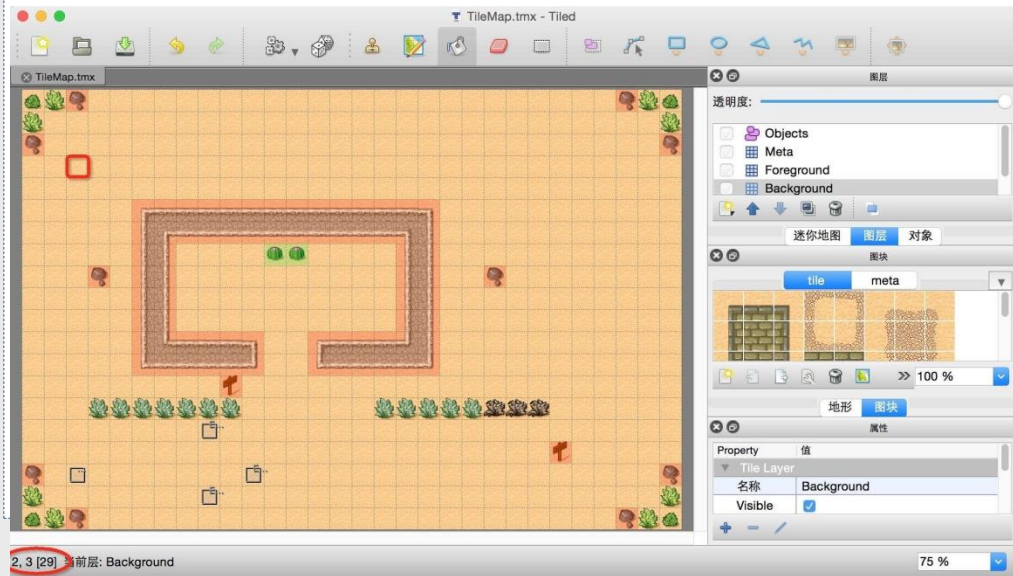 TileMap.tmx - Tiled
TileMap.tmx
图层
透明度:
Objects
Meta
Foreground
Background
迷你地图 图层 对象
图块
tile meta
100 %
地形 图块
属性
Property 值
Tile Layer
名称 Background
Visible
2, 3 [29] 当前层: Background
75 %